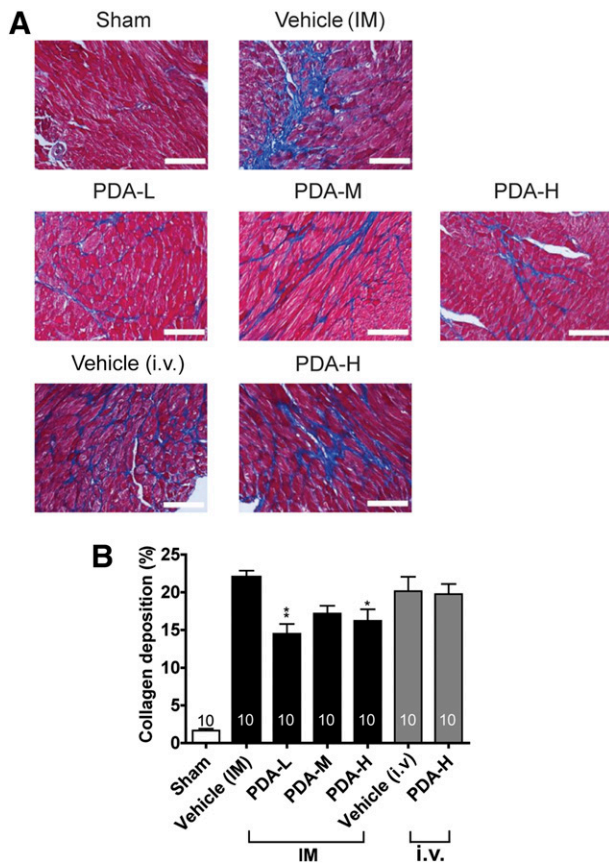 A
Sham
Vehicle (IM)
PDA-L
PDA-M
PDA-H
Vehicle (i.v.)
PDA-H
B
Collagen deposition (%)
25
20
15
10
5
0
**
*
10
10
10
10
10
10
10
Sham
Vehicle (IM)
PDA-L
PDA-M
PDA-H
Vehicle (i.v)
PDA-H
IM
i.v.